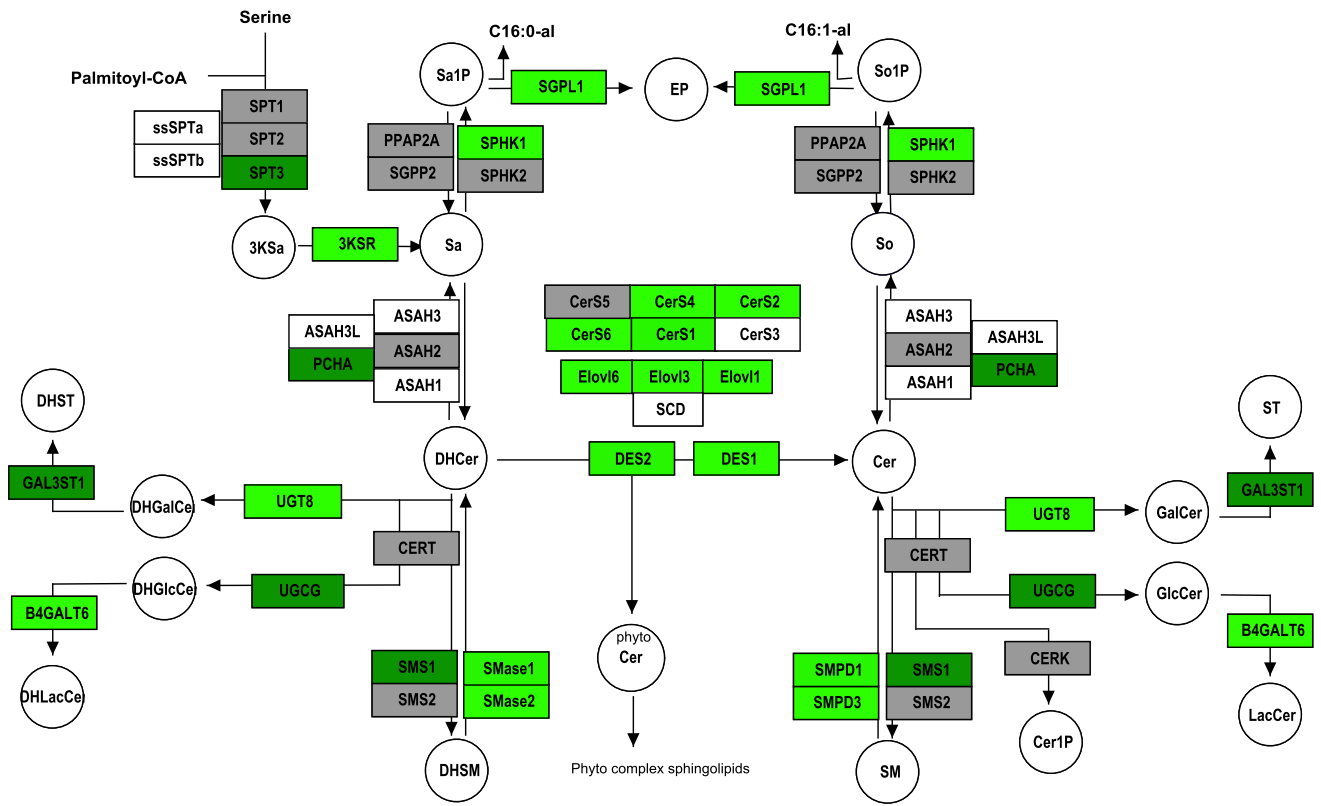 Serine
C16:0-al
C16:1-al
Palmitoyl-CoA
Sa1P
SGPL1
EP
SGPL1
So1P
SPT1
ssSPTa
SPT2
ssSPTb
SPT3
PPAP2A
SPHK1
SGPP2
SPHK2
PPAP2A
SPHK1
SGPP2
SPHK2
3KSa
3KSR
Sa
So
CerS5
CerS4
CerS2
CerS6
CerS1
CerS3
ASAH3
ASAH3L
ASAH2
PCHA
ASAH1
ASAH3
ASAH3L
ASAH2
PCHA
ASAH1
Elovl6
Elovl3
Elovl1
SCD
DHST
ST
DHCer
DES2
DES1
Cer
GAL3ST1
DHGalCe
UGT8
UGT8
GalCer
GAL3ST1
CERT
CERT
DHGlcCe
UGCG
UGCG
GlcCer
B4GALT6
B4GALT6
phyto
Cer
SMS1
SMase1
SMS2
SMase2
SMPD1
SMS1
SMPD3
SMS2
CERK
DHLacCe
LacCer
DHSM
Phyto complex sphingolipids
SM
Cer1P